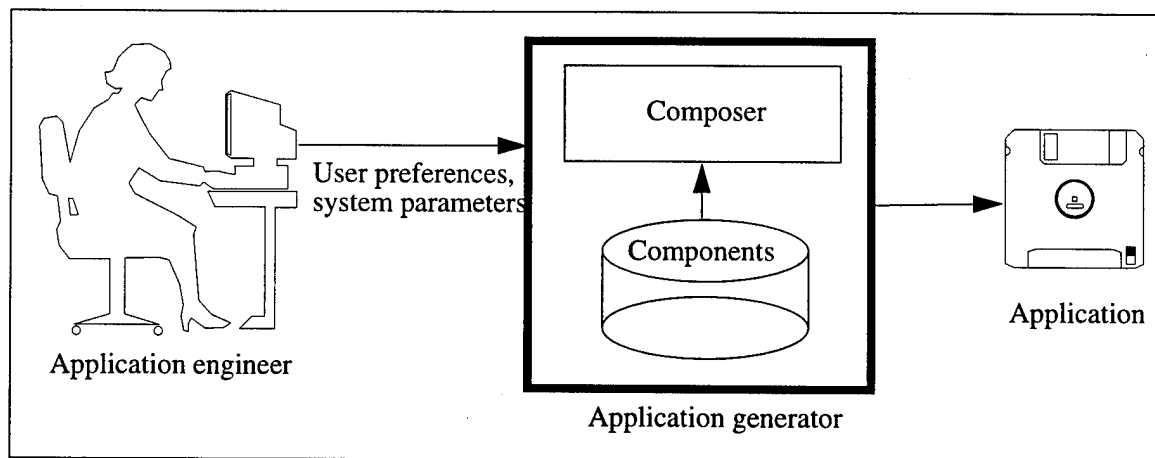 Composer
User preferences,
system parameters
Components
Application engineer
Application generator
Application